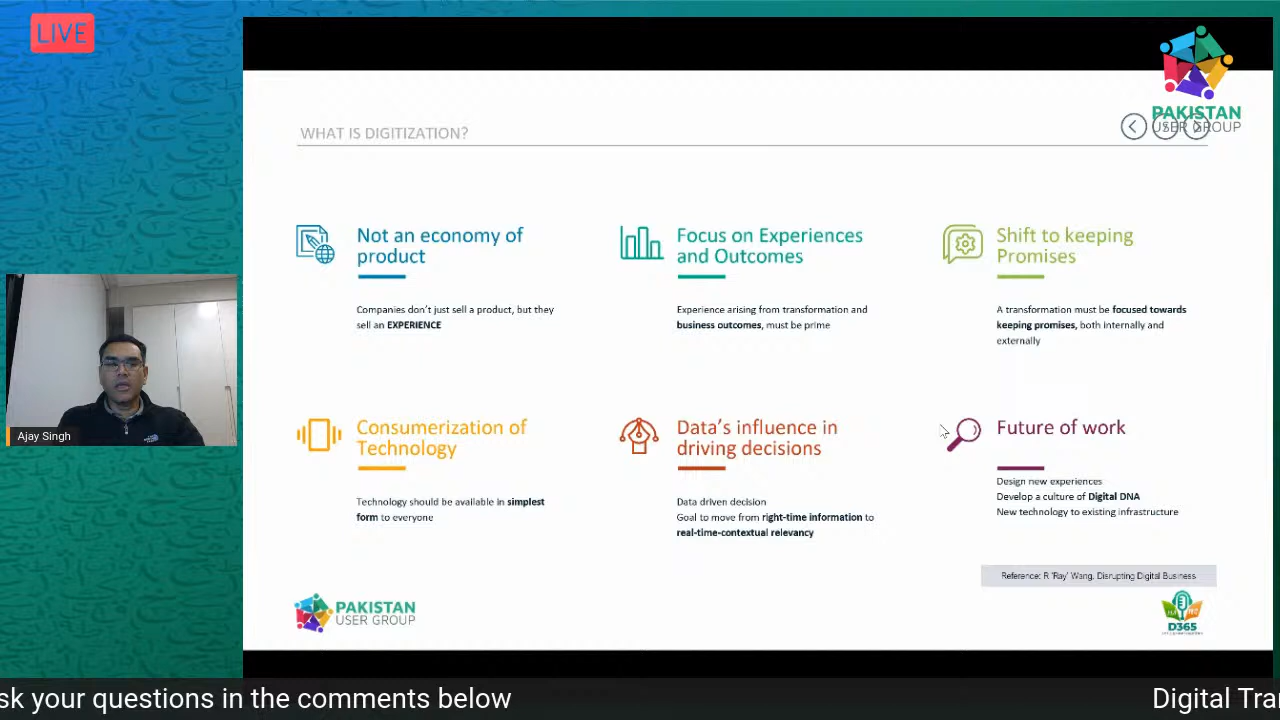 LIVE
PAKISTAN
USER GROUP
WHAT IS DIGITIZATION?
Not an economy of
product
Companies don't just sell a product, but they
sell an EXPERIENCE
Focus on Experiences
and Outcomes
Experience arising from transformation and
business outcomes, must be prime
Shift to keeping
Promises
A transformation must be focused towards
keeping promises, both internally and
externally
Ajay Singh
Consumerization of
Technology
Technology should be available in simplest
form to everyone
Data's influence in
driving decisions
Data driven decision
Goal to move from right-time information to
real-time-contextual relevancy
Future of work
Design new experiences
Develop a culture of Digital DNA
New technology to existing infrastructure
Reference: R 'Ray' Wang, Disrupting Digital Business
PAKISTAN
USER GROUP
D365
sk your questions in the comments below
Digital Tra